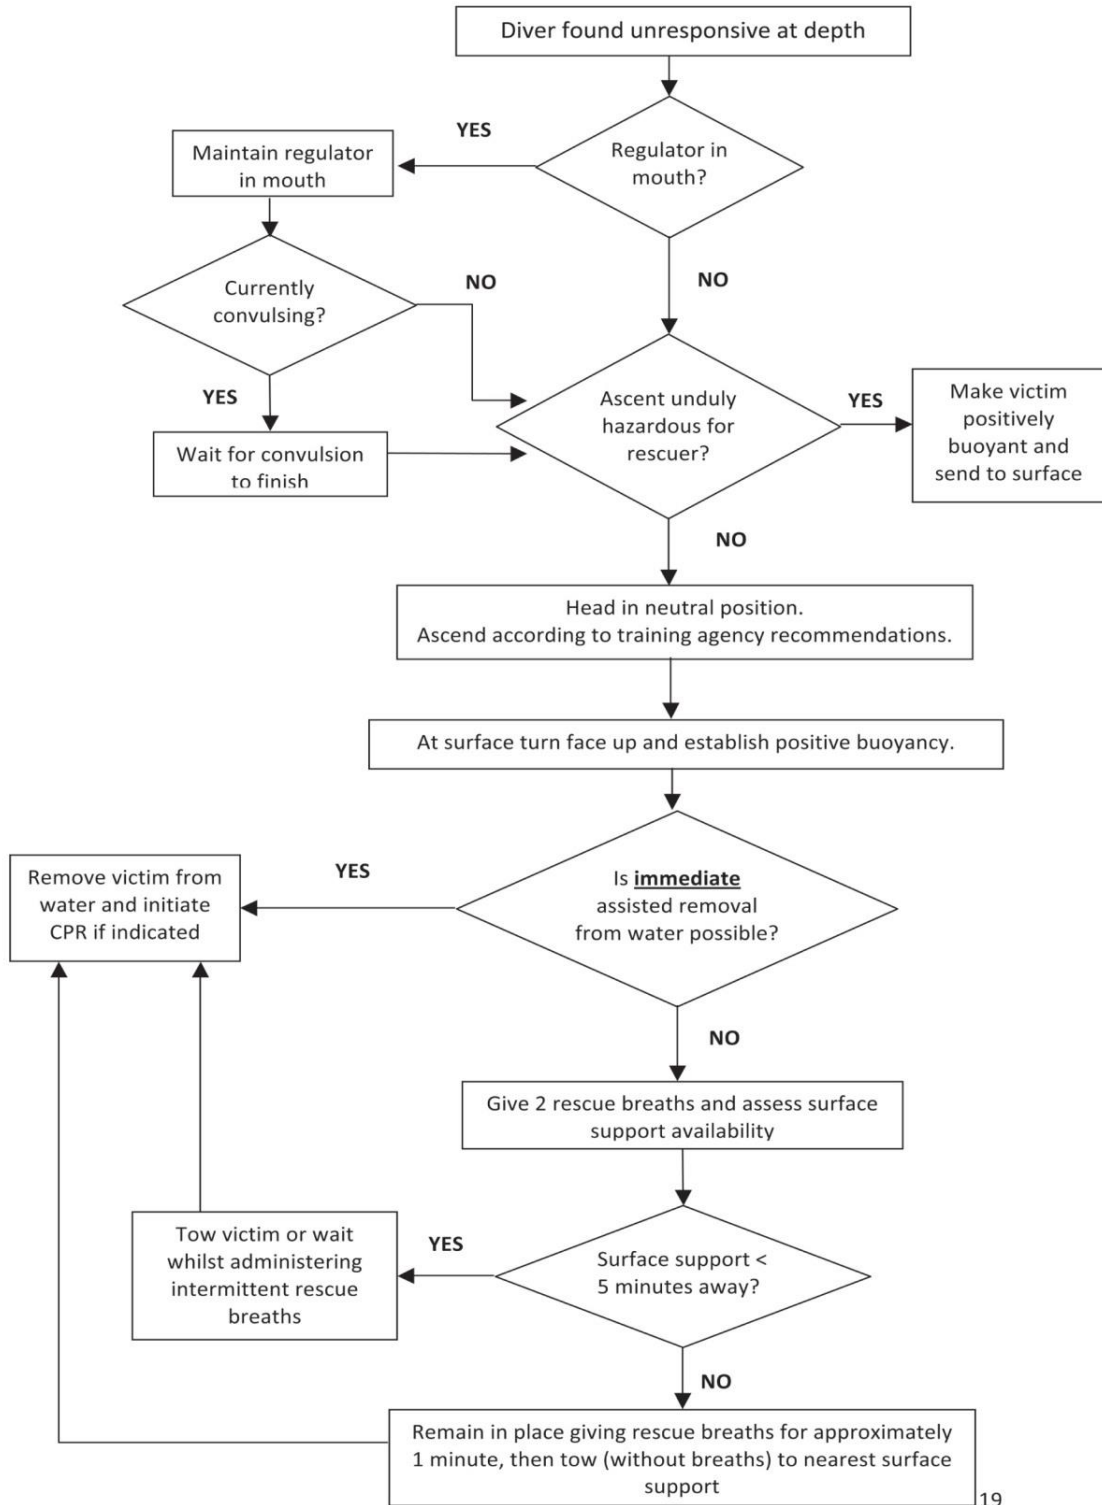 Diver found unresponsive at depth
YES
Maintain regulator
in mouth
Regulator in
mouth?
Currently
convulsing?
NO
NO
YES
Wait for convulsion
to finish
Ascent unduly
hazardous for
rescuer?
YES
Make victim
positively
buoyant and
send to surface
NO
Head in neutral position.
Ascend according to training agency recommendations.
At surface turn face up and establish positive buoyancy.
Remove victim from
water and initiate
CPR if indicated
YES
Is immediate
assisted removal
from water possible?
NO
Give 2 rescue breaths and assess surface
support availability
Tow victim or wait
whilst administering
intermittent rescue
breaths
YES
Surface support <
5 minutes away?
NO
Remain in place giving rescue breaths for approximately
1 minute, then tow (without breaths) to nearest surface
support
19